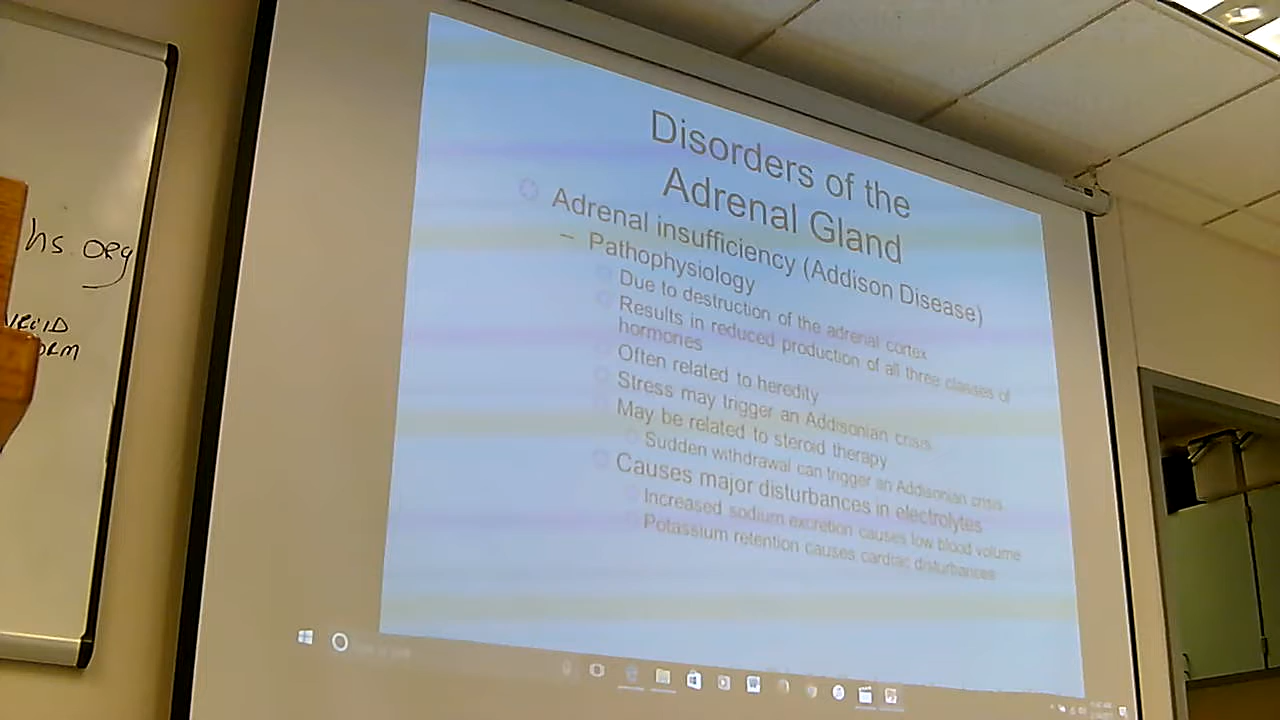 hs.org
Disorders of the
Adrenal Gland
Adrenal insufficiency (Addison Disease)
– Pathophysiology
Due to destruction of the adrenal cortex
Results in reduced production of all three classes of
hormones
Often related to heredity
Stress may trigger an Addisonian crisis
May be related to steroid therapy
Sudden withdrawal can trigger an Addisonian crisis
Causes major disturbances in electrolytes
Increased sodium excretion causes low blood volume
Potassium retention causes cardiac disturbances